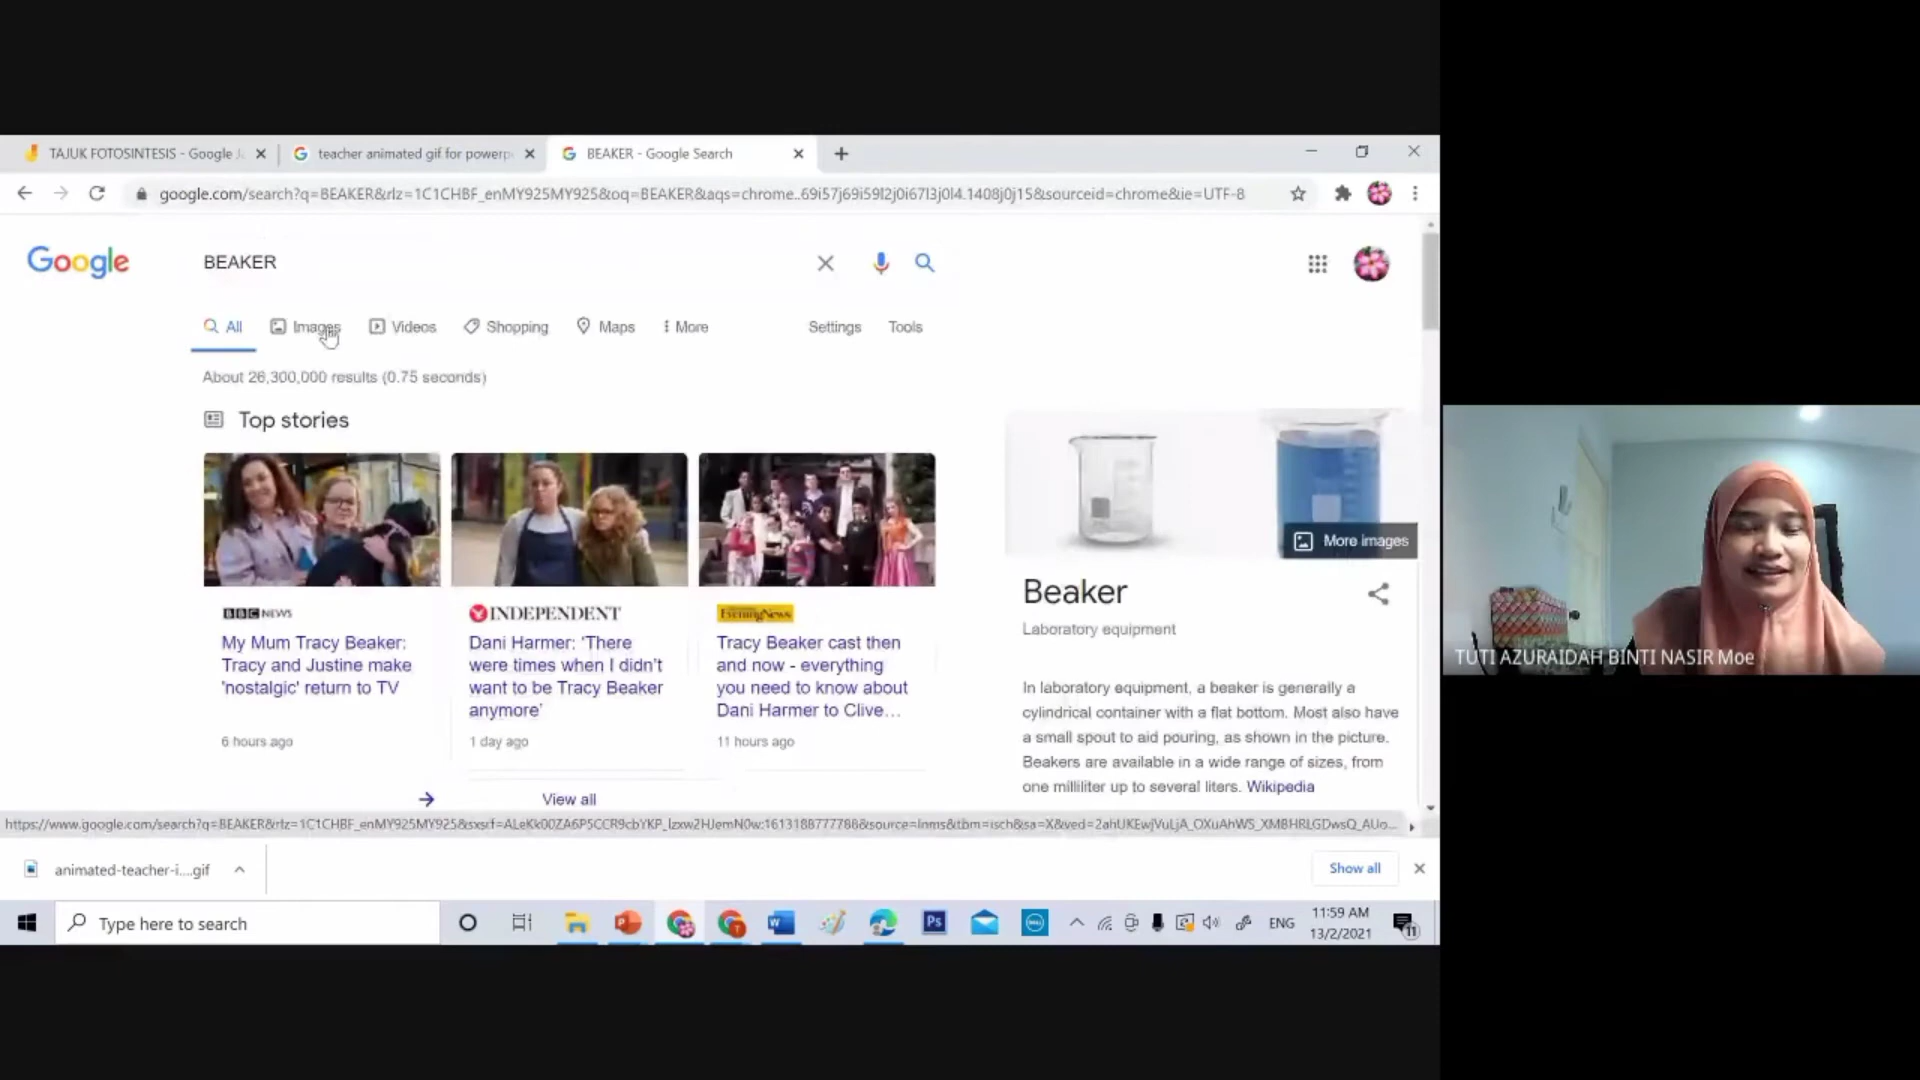 TAJUK FOTOSINTESIS - Google Ja
teacher animated gif for powerp
BEAKER - Google Search
google.com/search?q=BEAKER&rlz=1C1CHBF_enMY925MY925&oq=BEAKER&aqs=chrome..69i57j69i59l2j0i67l3j0l4.1408j0j15&sourceid=chrome&ie=UTF-8
Google
BEAKER
All
Images
Videos
Shopping
Maps
More
Settings
Tools
About 26,300,000 results (0.75 seconds)
Top stories
More images
Beaker
Laboratory equipment
In laboratory equipment, a beaker is generally a
cylindrical container with a flat bottom. Most also have
a small spout to aid pouring, as shown in the picture.
Beakers are available in a wide range of sizes, from
one milliliter up to several liters. Wikipedia
BBC NEWS
My Mum Tracy Beaker:
Tracy and Justine make
'nostalgic' return to TV
6 hours ago
INDEPENDENT
Dani Harmer: 'There
were times when I didn't
want to be Tracy Beaker
anymore'
1 day ago
Evening News
Tracy Beaker cast then
and now - everything
you need to know about
Dani Harmer to Clive...
11 hours ago
View all
TUTI AZURAIDAH BINTI NASIR Moe
animated-teacher-i....gif
Show all
Type here to search
Ps
DELL
ENG
11:59 AM
13/2/2021
11